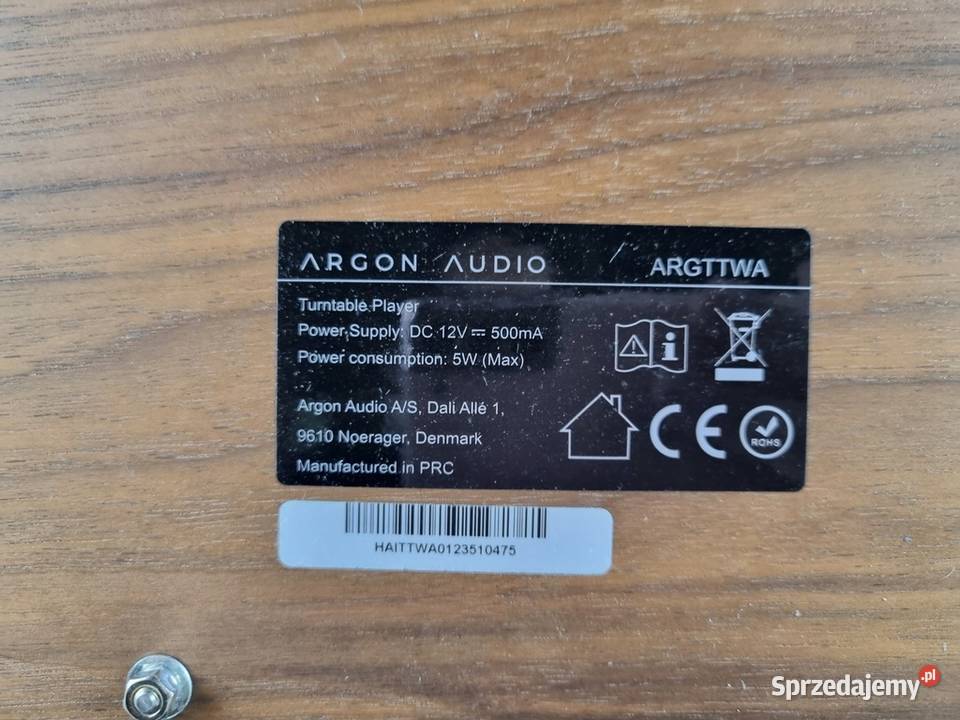 ARGON AUDIO
ARGTTWA
Turntable Player
Power Supply: DC 12V ⎓ 500mA
Power consumption: 5W (Max)
Argon Audio A/S, Dali Allé 1,
9610 Noerager, Denmark
Manufactured in PRC
CE
ROHS
HAITTWA0123510475
Sprzedajemy.pl